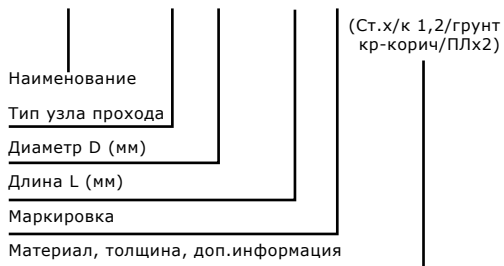 (Ст.х/к 1,2/грунт
кр-корич/ПЛх2)
Наименование
Тип узла прохода
Диаметр D (мм)
Длина L (мм)
Маркировка
Материал, толщина, доп.информация